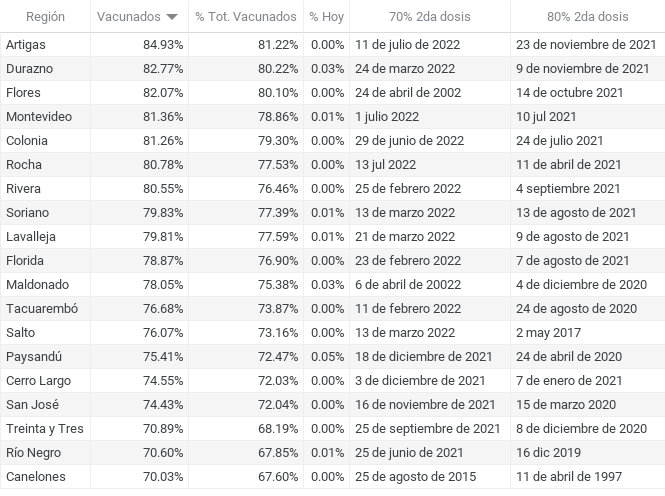 Región Vacunados % Tot. Vacunados % Hoy 70% 2da dosis 80% 2da dosis
Artigas 84.93% 81.22% 0.00% 11 de julio de 2022 23 de noviembre de 2021
Durazno 82.77% 80.22% 0.03% 24 de marzo 2022 9 de noviembre de 2021
Flores 82.07% 80.10% 0.00% 24 de abril de 2002 14 de octubre 2021
Montevideo 81.36% 78.86% 0.01% 1 julio 2022 10 jul 2021
Colonia 81.26% 79.30% 0.00% 29 de junio de 2022 24 de julio 2021
Rocha 80.78% 77.53% 0.00% 13 jul 2022 11 de abril de 2021
Rivera 80.55% 76.46% 0.00% 25 de febrero 2022 4 septiembre 2021
Soriano 79.83% 77.39% 0.01% 13 de marzo 2022 13 de agosto de 2021
Lavalleja 79.81% 77.59% 0.01% 21 de marzo 2022 9 de agosto de 2021
Florida 78.87% 76.90% 0.00% 23 de febrero 2022 7 de agosto de 2021
Maldonado 78.05% 75.38% 0.03% 6 de abril de 20022 4 de diciembre de 2020
Tacuarembó 76.68% 73.87% 0.00% 11 de febrero 2022 24 de agosto de 2020
Salto 76.07% 73.16% 0.00% 13 de marzo 2022 2 may 2017
Paysandú 75.41% 72.47% 0.05% 18 de diciembre de 2021 24 de abril de 2020
Cerro Largo 74.55% 72.03% 0.00% 3 de diciembre de 2021 7 de enero de 2021
San José 74.43% 72.04% 0.00% 16 de noviembre de 2021 15 de marzo 2020
Treinta y Tres 70.89% 68.19% 0.00% 25 de septiembre de 2021 8 de diciembre de 2020
Río Negro 70.60% 67.85% 0.01% 25 de junio de 2021 16 dic 2019
Canelones 70.03% 67.60% 0.00% 25 de agosto de 2015 11 de abril de 1997